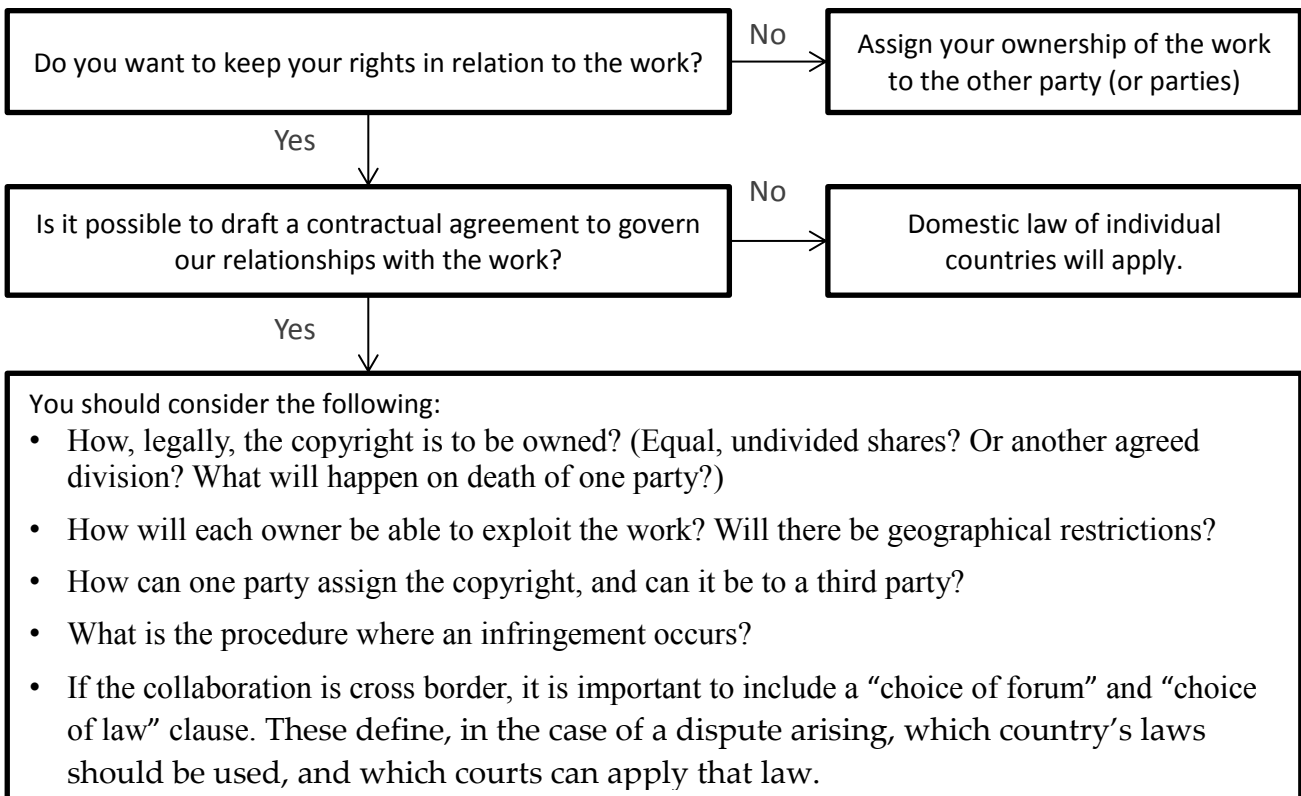 Do you want to keep your rights in relation to the work?
No
Assign your ownership of the work
to the other party (or parties)
Yes
Is it possible to draft a contractual agreement to govern
our relationships with the work?
No
Domestic law of individual
countries will apply.
Yes
You should consider the following:
• How, legally, the copyright is to be owned? (Equal, undivided shares? Or another agreed
division? What will happen on death of one party?)
• How will each owner be able to exploit the work? Will there be geographical restrictions?
• How can one party assign the copyright, and can it be to a third party?
• What is the procedure where an infringement occurs?
• If the collaboration is cross border, it is important to include a “choice of forum” and “choice
of law” clause. These define, in the case of a dispute arising, which country’s laws
should be used, and which courts can apply that law.